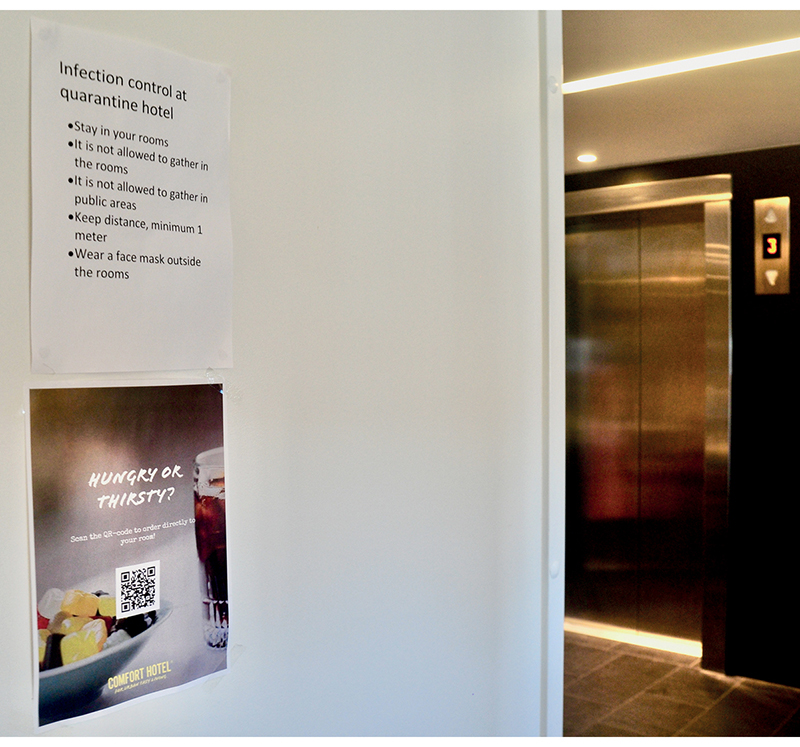 Infection control at
quarantine hotel
•Stay in your rooms
•It is not allowed to gather in
the rooms
•It is not allowed to gather in
public areas
•Keep distance, minimum 1
meter
•Wear a face mask outside
the rooms
HUNGRY OR
THIRSTY?
Scan the QR-code to order directly to
your room!
COMFORT HOTEL
3